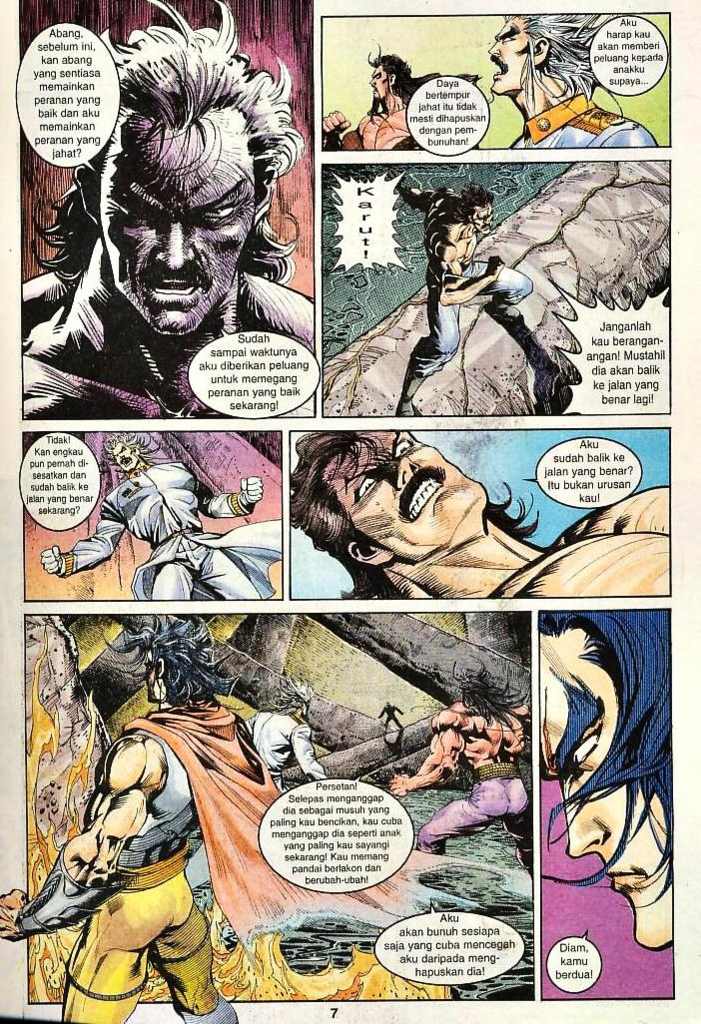 Abang,
sebelum ini,
kan abang
yang sentiasa
memainkan
peranan yang
baik dan aku
memainkan
peranan yang
jahat?
Sudah
sampai waktunya
aku diberikan peluang
untuk memegang
peranan yang baik
sekarang!
Aku
harap kau
akan memberi
peluang kepada
anakku
supaya...
Daya
bertempur
jahat itu tidak
mesti dihapuskan
dengan pem-
bunuhan!
Karut!
Janganlah
kau berangan-
angan! Mustahil
dia akan balik
ke jalan yang
benar lagi!
Tidak!
Kan engkau
pun pernah di-
sesatkan dan
sudah balik ke
jalan yang benar
sekarang?
Aku
sudah balik ke
jalan yang benar?
Itu bukan urusan
kau!
Persetan!
Selepas menganggap
dia sebagai musuh yang
paling kau bencikan, kau cuba
menganggap dia seperti anak
yang paling kau sayangi
sekarang! Kau memang
pandai berlakon dan
berubah-ubah!
Aku
akan bunuh sesiapa
saja yang cuba mencegah
aku daripada meng-
hapuskan dia!
Diam,
kamu
berdua!
7